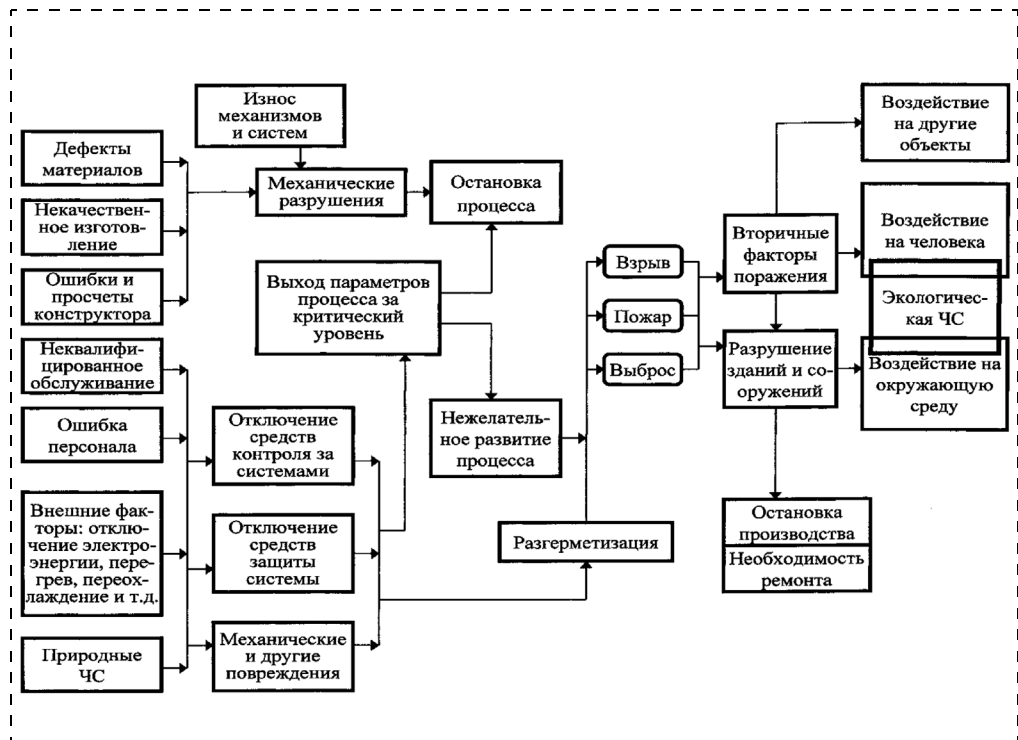 Износ
механизмов
и систем
Дефекты
материалов
Некачествен-
ное изготов-
ление
Ошибки и
просчеты
конструктора
Механические
разрушения
Остановка
процесса
Выход параметров
процесса за
критический
уровень
Неквалифи-
цированное
обслуживание
Ошибка
персонала
Внешние фак-
торы: отклю-
чение электро-
энергии, пере-
грев, переох-
лаждение и т.д.
Природные
ЧС
Отключение
средств
контроля за
системами
Отключение
средств
защиты
системы
Механические
и другие
повреждения
Нежелатель-
ное развитие
процесса
Разгерметизация
Взрыв
Пожар
Выброс
Вторичные
факторы
поражения
Разрушение
зданий и со-
оружений
Остановка
производства
Необходимость
ремонта
Воздействие
на другие
объекты
Воздействие
на человека
Экологичес-
кая ЧС
Воздействие на
окружающую
среду